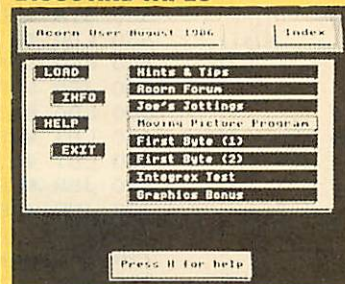 Acorn User August 1986 Index
LOAD Hints & Tips
INFO Acorn Forum
Joe's Jottings
HELP Moving Picture Program
EXIT First Byte (1)
First Byte (2)
Integrex Test
Graphics Bonus
Press H for help